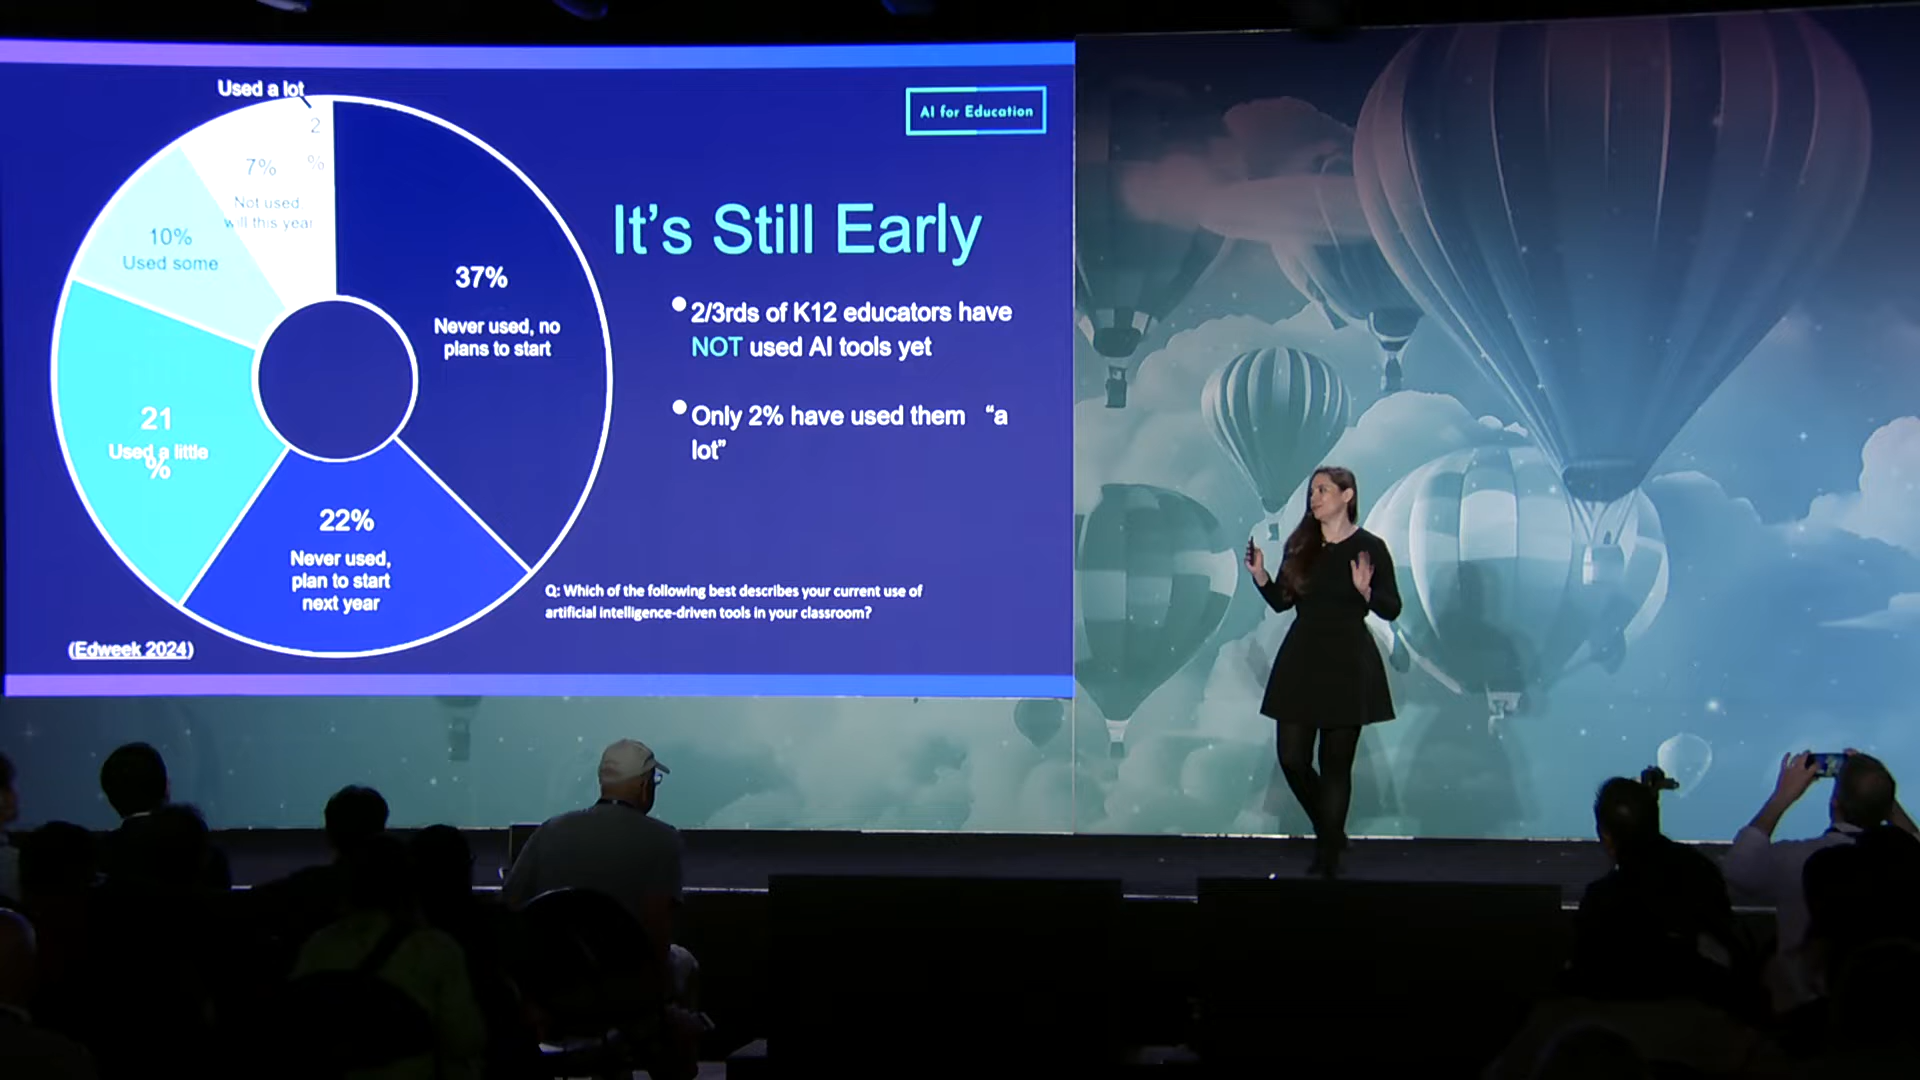 Used a lot
2
%
7%
Not used
will this year
10%
Used some
37%
Never used, no
plans to start
21
Used a little
%
22%
Never used,
plan to start
next year
(Edweek 2024)
AI for Education
It's Still Early
2/3rds of K12 educators have
NOT used AI tools yet
Only 2% have used them “a
lot”
Q: Which of the following best describes your current use of
artificial intelligence-driven tools in your classroom?